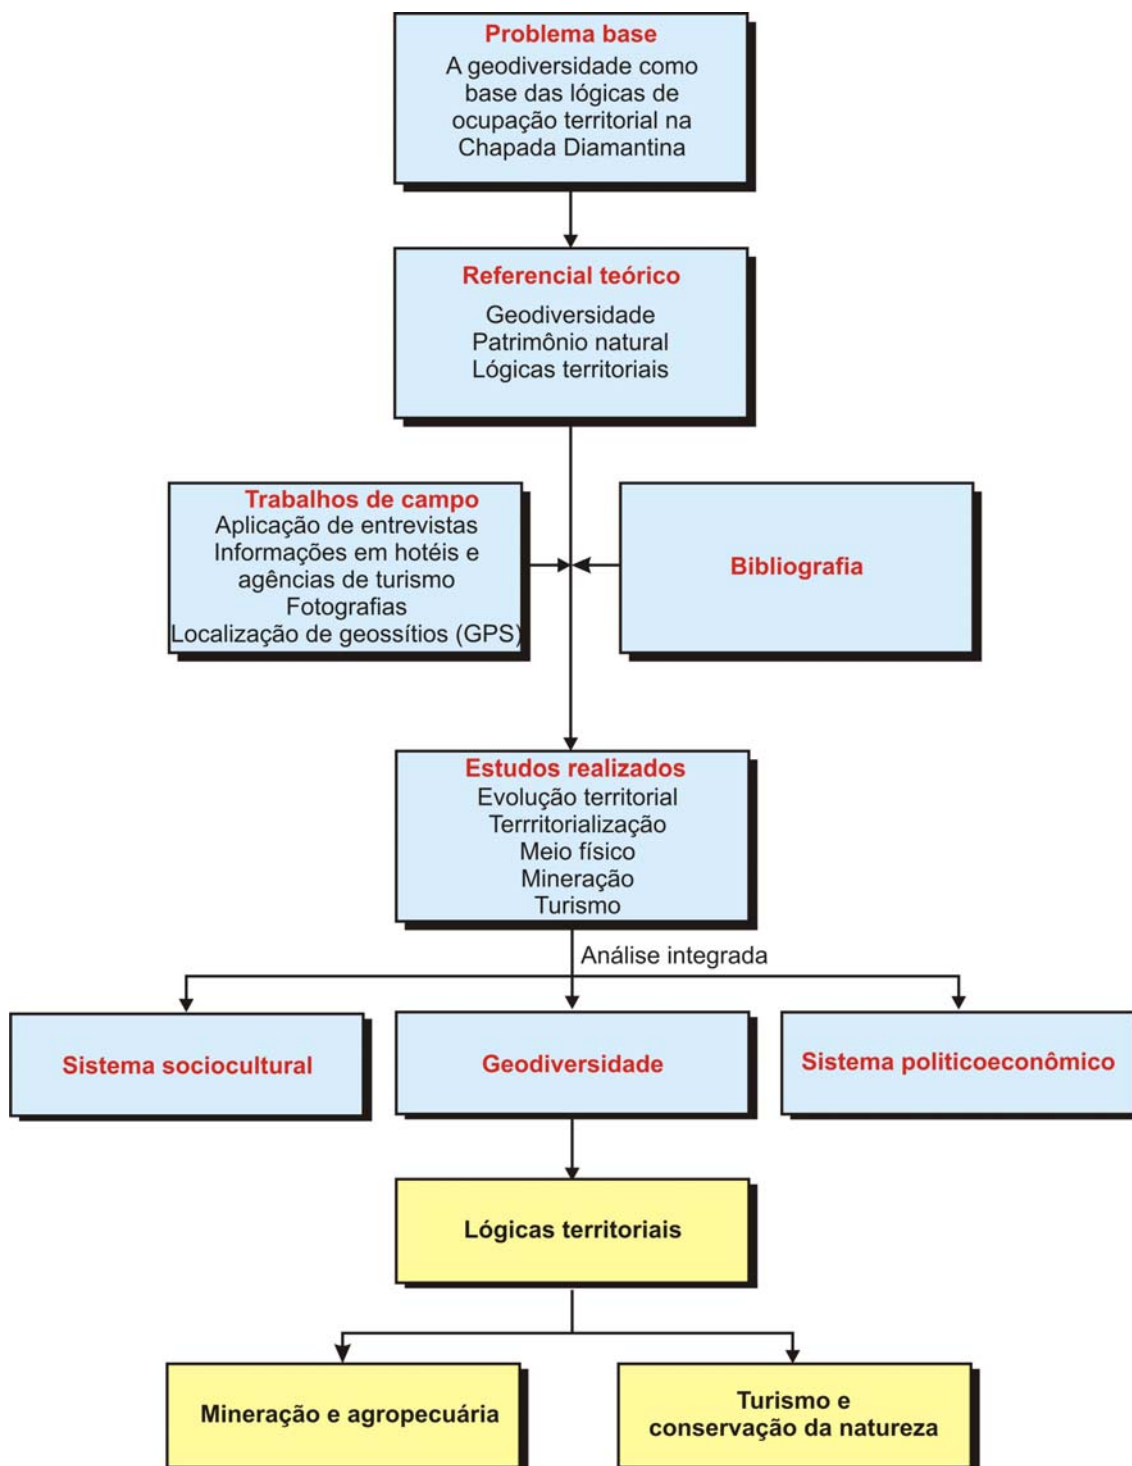 Problema base
A geodiversidade como
base das lógicas de
ocupação territorial na
Chapada Diamantina
Referencial teórico
Geodiversidade
Patrimônio natural
Lógicas territoriais
Trabalhos de campo
Aplicação de entrevistas
Informações em hotéis e
agências de turismo
Fotografias
Localização de geossítios (GPS)
Bibliografia
Estudos realizados
Evolução territorial
Terrritorialização
Meio físico
Mineração
Turismo
Análise integrada
Sistema sociocultural
Geodiversidade
Sistema politicoeconômico
Lógicas territoriais
Mineração e agropecuária
Turismo e
conservação da natureza